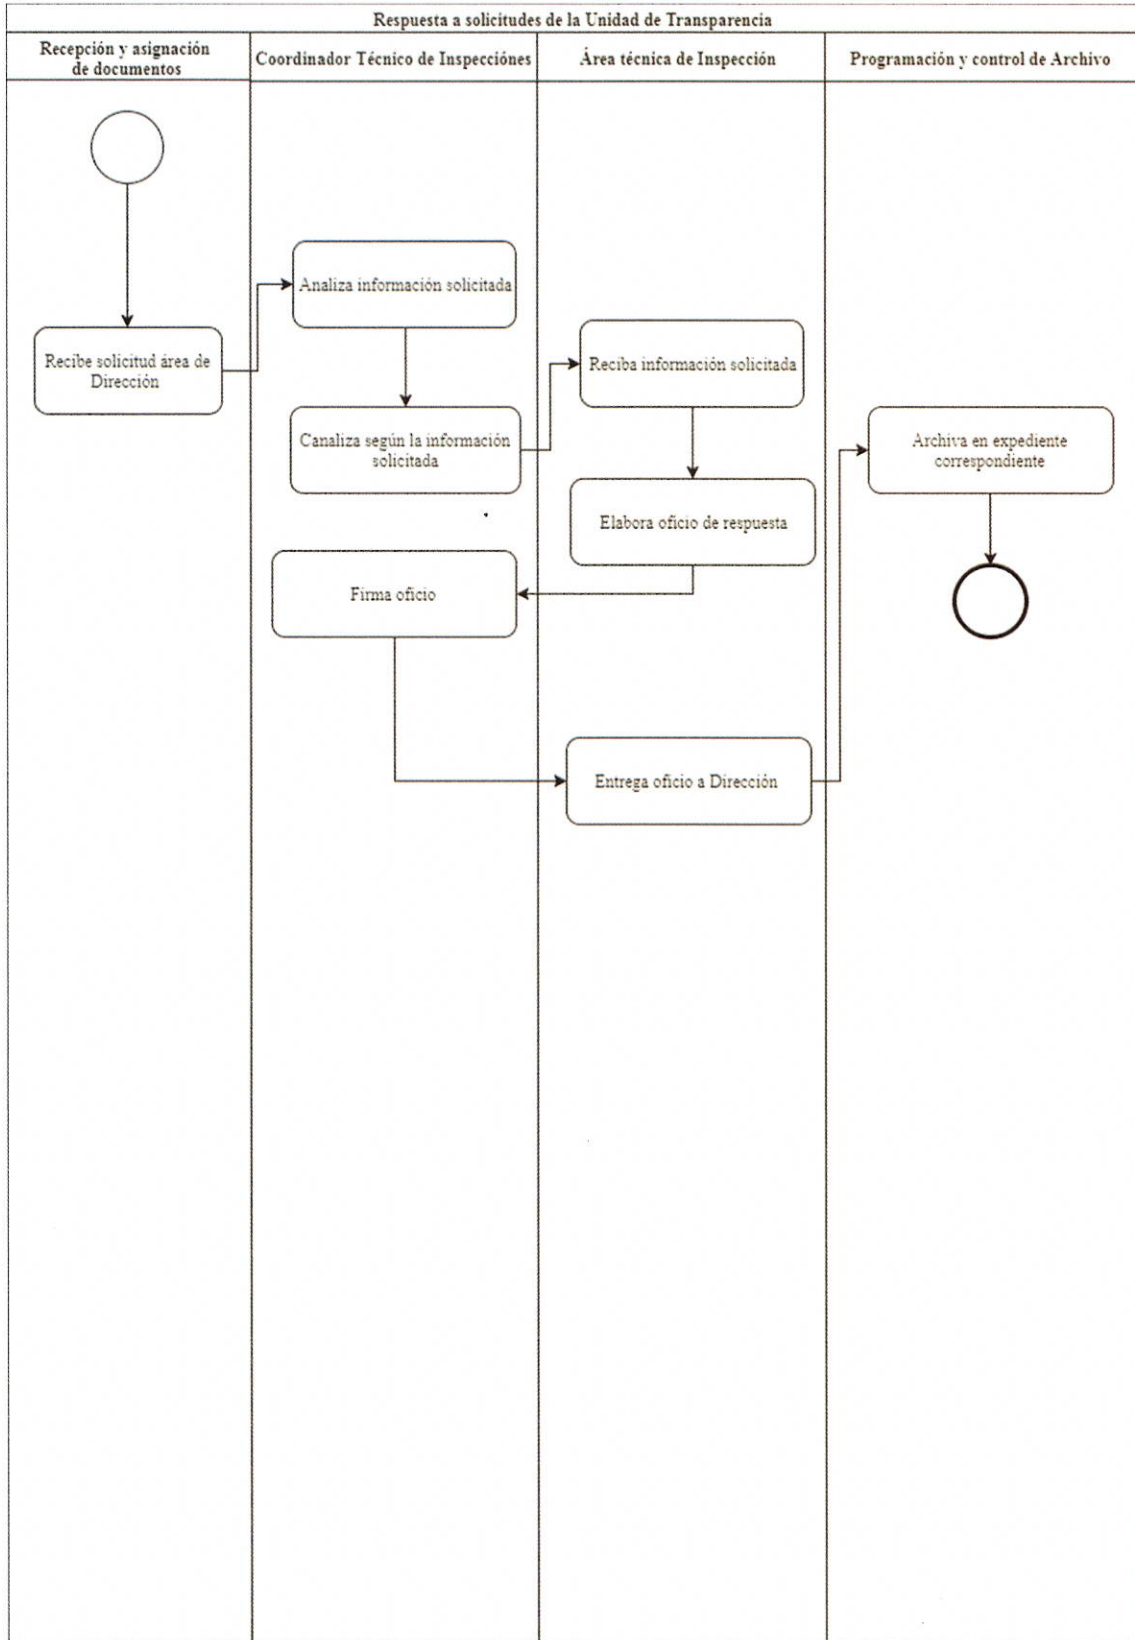 Respuesta a solicitudes de la Unidad de Transparencia
Recepción y asignación
de documentos
Coordinador Técnico de Inspecciónes
Área técnica de Inspección
Programación y control de Archivo
Analiza información solicitada
Recibe solicitud área de
Dirección
Reciba información solicitada
Canaliza según la información
solicitada
Archiva en expediente
correspondiente
Elabora oficio de respuesta
Firma oficio
Entrega oficio a Dirección